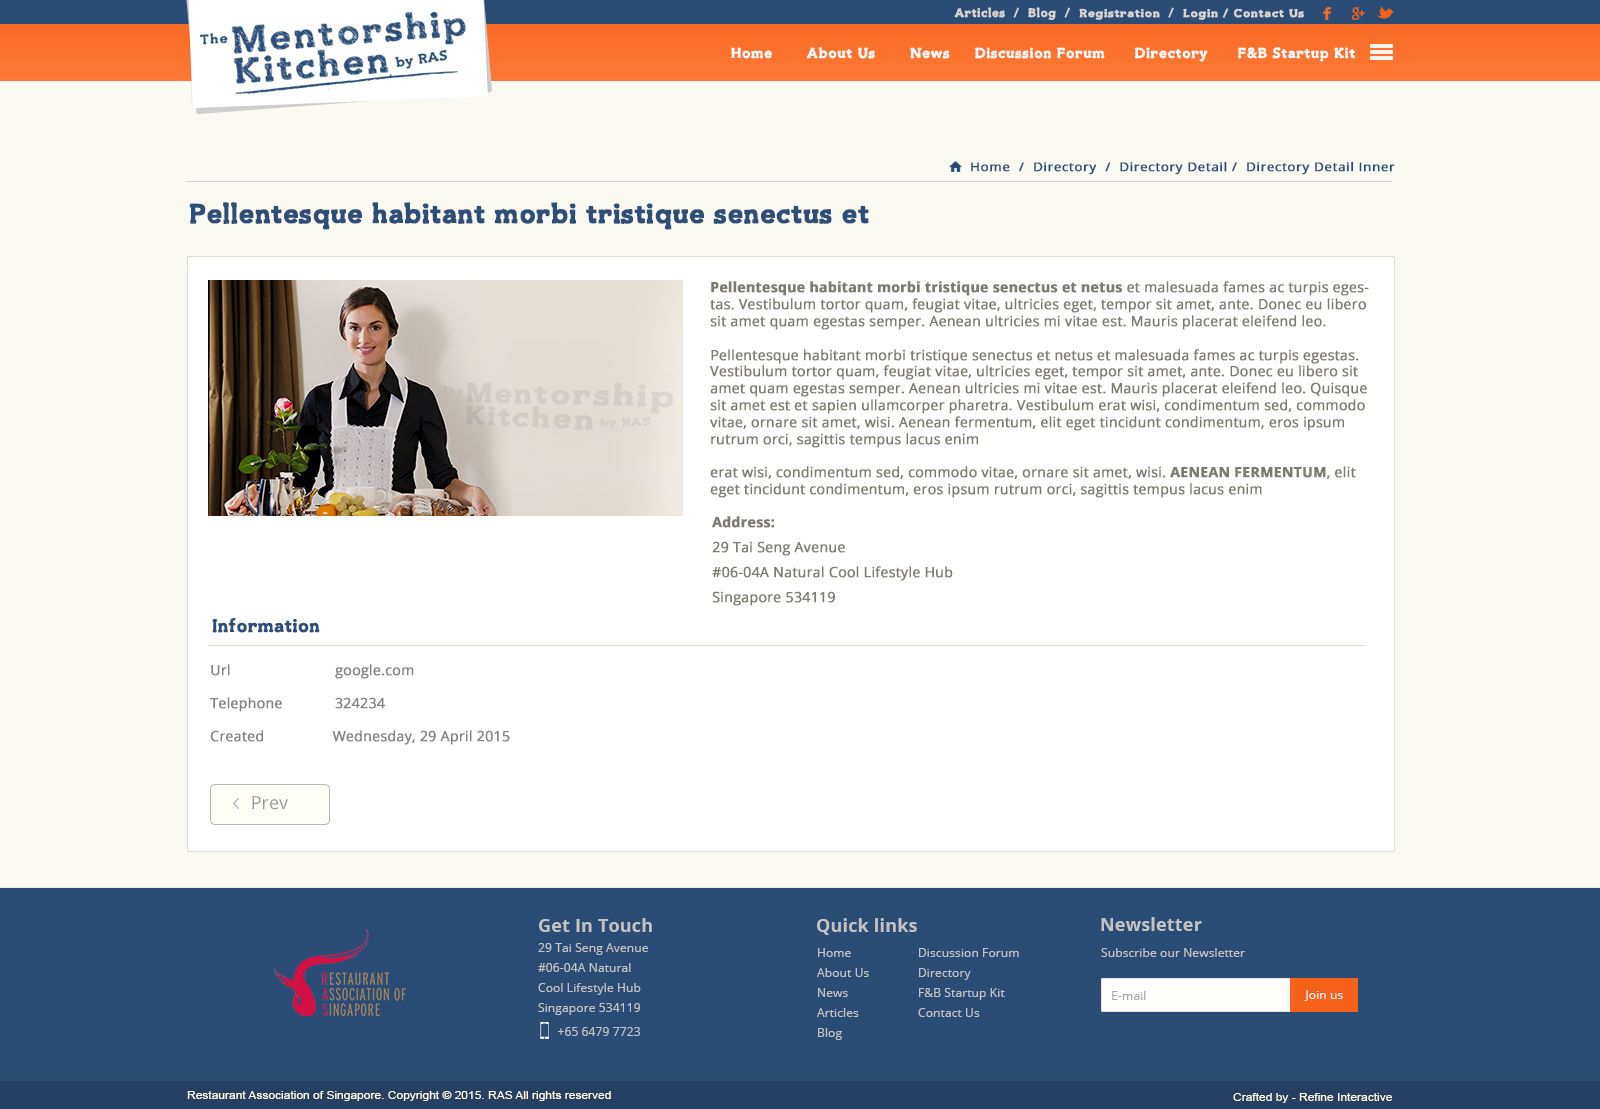 Articles / Blog / Registration / Login / Contact Us
The Mentorship
Kitchen by RAS
Home About Us News Discussion Forum Directory F&B Startup Kit
Home / Directory / Directory Detail / Directory Detail Inner
Pellentesque habitant morbi tristique senectus et
The Mentorship
Kitchen by RAS
Pellentesque habitant morbi tristique senectus et netus et malesuada fames ac turpis eges-
tas. Vestibulum tortor quam, feugiat vitae, ultricies eget, tempor sit amet, ante. Donec eu libero
sit amet quam egestas semper. Aenean ultricies mi vitae est. Mauris placerat eleifend leo.
Pellentesque habitant morbi tristique senectus et netus et malesuada fames ac turpis egestas.
Vestibulum tortor quam, feugiat vitae, ultricies eget, tempor sit amet, ante. Donec eu libero sit
amet quam egestas semper. Aenean ultricies mi vitae est. Mauris placerat eleifend leo. Quisque
sit amet est et sapien ullamcorper pharetra. Vestibulum erat wisi, condimentum sed, commodo
vitae, ornare sit amet, wisi. Aenean fermentum, elit eget tincidunt condimentum, eros ipsum
rutrum orci, sagittis tempus lacus enim
erat wisi, condimentum sed, commodo vitae, ornare sit amet, wisi. AENEAN FERMENTUM, elit
eget tincidunt condimentum, eros ipsum rutrum orci, sagittis tempus lacus enim
Address:
29 Tai Seng Avenue
#06-04A Natural Cool Lifestyle Hub
Singapore 534119
Information
Url google.com
Telephone 324234
Created Wednesday, 29 April 2015
< Prev
RESTAURANT
ASSOCIATION OF
SINGAPORE
Get In Touch
29 Tai Seng Avenue
#06-04A Natural
Cool Lifestyle Hub
Singapore 534119
+65 6479 7723
Quick links
Home
About Us
News
Articles
Blog
Discussion Forum
Directory
F&B Startup Kit
Contact Us
Newsletter
Subscribe our Newsletter
E-mail Join us
Restaurant Association of Singapore. Copyright © 2015. RAS All rights reserved
Crafted by - Refine Interactive